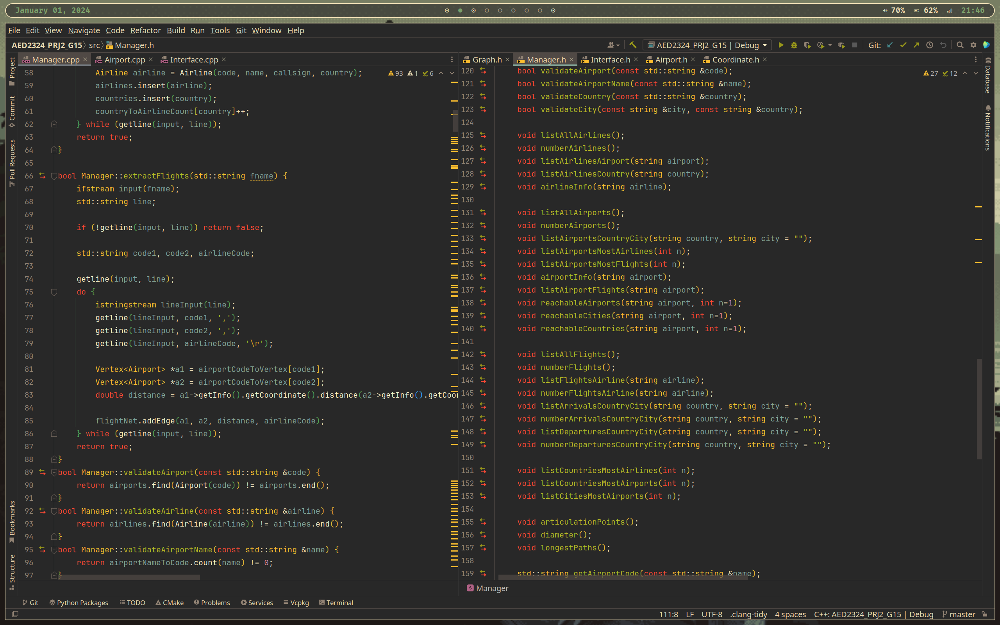 January 01, 2024
70% 62% 21:46
File Edit View Navigate Code Refactor Build Run Tools Git Window Help
AED2324_PRJ2_G15 src Manager.h
AED2324_PRJ2_G15 | Debug
Git:
Project
Commit
Pull Requests
Bookmarks
Structure
Manager.cpp Airport.cpp Interface.cpp
93 1 6
58 Airline airline = Airline(code, name, callsign, country);
59 airlines.insert(airline);
60 countries.insert(country);
61 countryToAirlineCount[country]++;
62 } while (getline(input, line));
63 return true;
64 }
65
66 bool Manager::extractFlights(std::string fname) {
67 ifstream input(fname);
68 std::string line;
69
70 if (!getline(input, line)) return false;
71
72 std::string code1, code2, airlineCode;
73
74 getline(input, line);
75 do {
76 istringstream lineInput(line);
77 getline(lineInput, code1, ',');
78 getline(lineInput, code2, ',');
79 getline(lineInput, airlineCode, '\r');
80
81 Vertex<Airport> *a1 = airportCodeToVertex[code1];
82 Vertex<Airport> *a2 = airportCodeToVertex[code2];
83 double distance = a1->getInfo().getCoordinate().distance(a2->getInfo().getCoor
84
85 flightNet.addEdge(a1, a2, distance, airlineCode);
86 } while (getline(input, line));
87 return true;
88 }
89 bool Manager::validateAirport(const std::string &code) {
90 return airports.find(Airport(code)) != airports.end();
91 }
92 bool Manager::validateAirline(const std::string &airline) {
93 return airlines.find(Airline(airline)) != airlines.end();
94 }
95 bool Manager::validateAirportName(const std::string &name) {
96 return airportNameToCode.count(name) != 0;
97 }
Graph.h Manager.h Interface.h Airport.h Coordinate.h
27 12
120 bool validateAirport(const std::string &code);
121 bool validateAirportName(const std::string &name);
122 bool validateCountry(const std::string &country);
123 bool validateCity(const string &city, const string &country);
124
125 void listAllAirlines();
126 void numberAirlines();
127 void listAirlinesAirport(string airport);
128 void listAirlinesCountry(string country);
129 void airlineInfo(string airline);
130
131 void listAllAirports();
132 void numberAirports();
133 void listAirportsCountryCity(string country, string city = "");
134 void listAirportsMostAirlines(int n);
135 void listAirportsMostFlights(int n);
136 void airportInfo(string airport);
137 void listAirportFlights(string airport);
138 void reachableAirports(string airport, int n=1);
139 void reachableCities(string airport, int n=1);
140 void reachableCountries(string airport, int n=1);
141
142 void listAllFlights();
143 void numberFlights();
144 void listFlightsAirline(string airline);
145 void numberFlightsAirline(string airline);
146 void listArrivalsCountryCity(string country, string city = "");
147 void numberArrivalsCountryCity(string country, string city = "");
148 void listDeparturesCountryCity(string country, string city = "");
149 void numberDeparturesCountryCity(string country, string city = "");
150
151 void listCountriesMostAirlines(int n);
152 void listCountriesMostAirports(int n);
153 void listCitiesMostAirports(int n);
154
155 void articulationPoints();
156 void diameter();
157 void longestPaths();
158
159 std::string getAirportCode(const std::string &name);
Database
Notifications
S Manager
Git Python Packages TODO CMake Problems Services Vcpkg Terminal
111:8 LF UTF-8 .clang-tidy 4 spaces C++: AED2324_PRJ2_G15 | Debug master